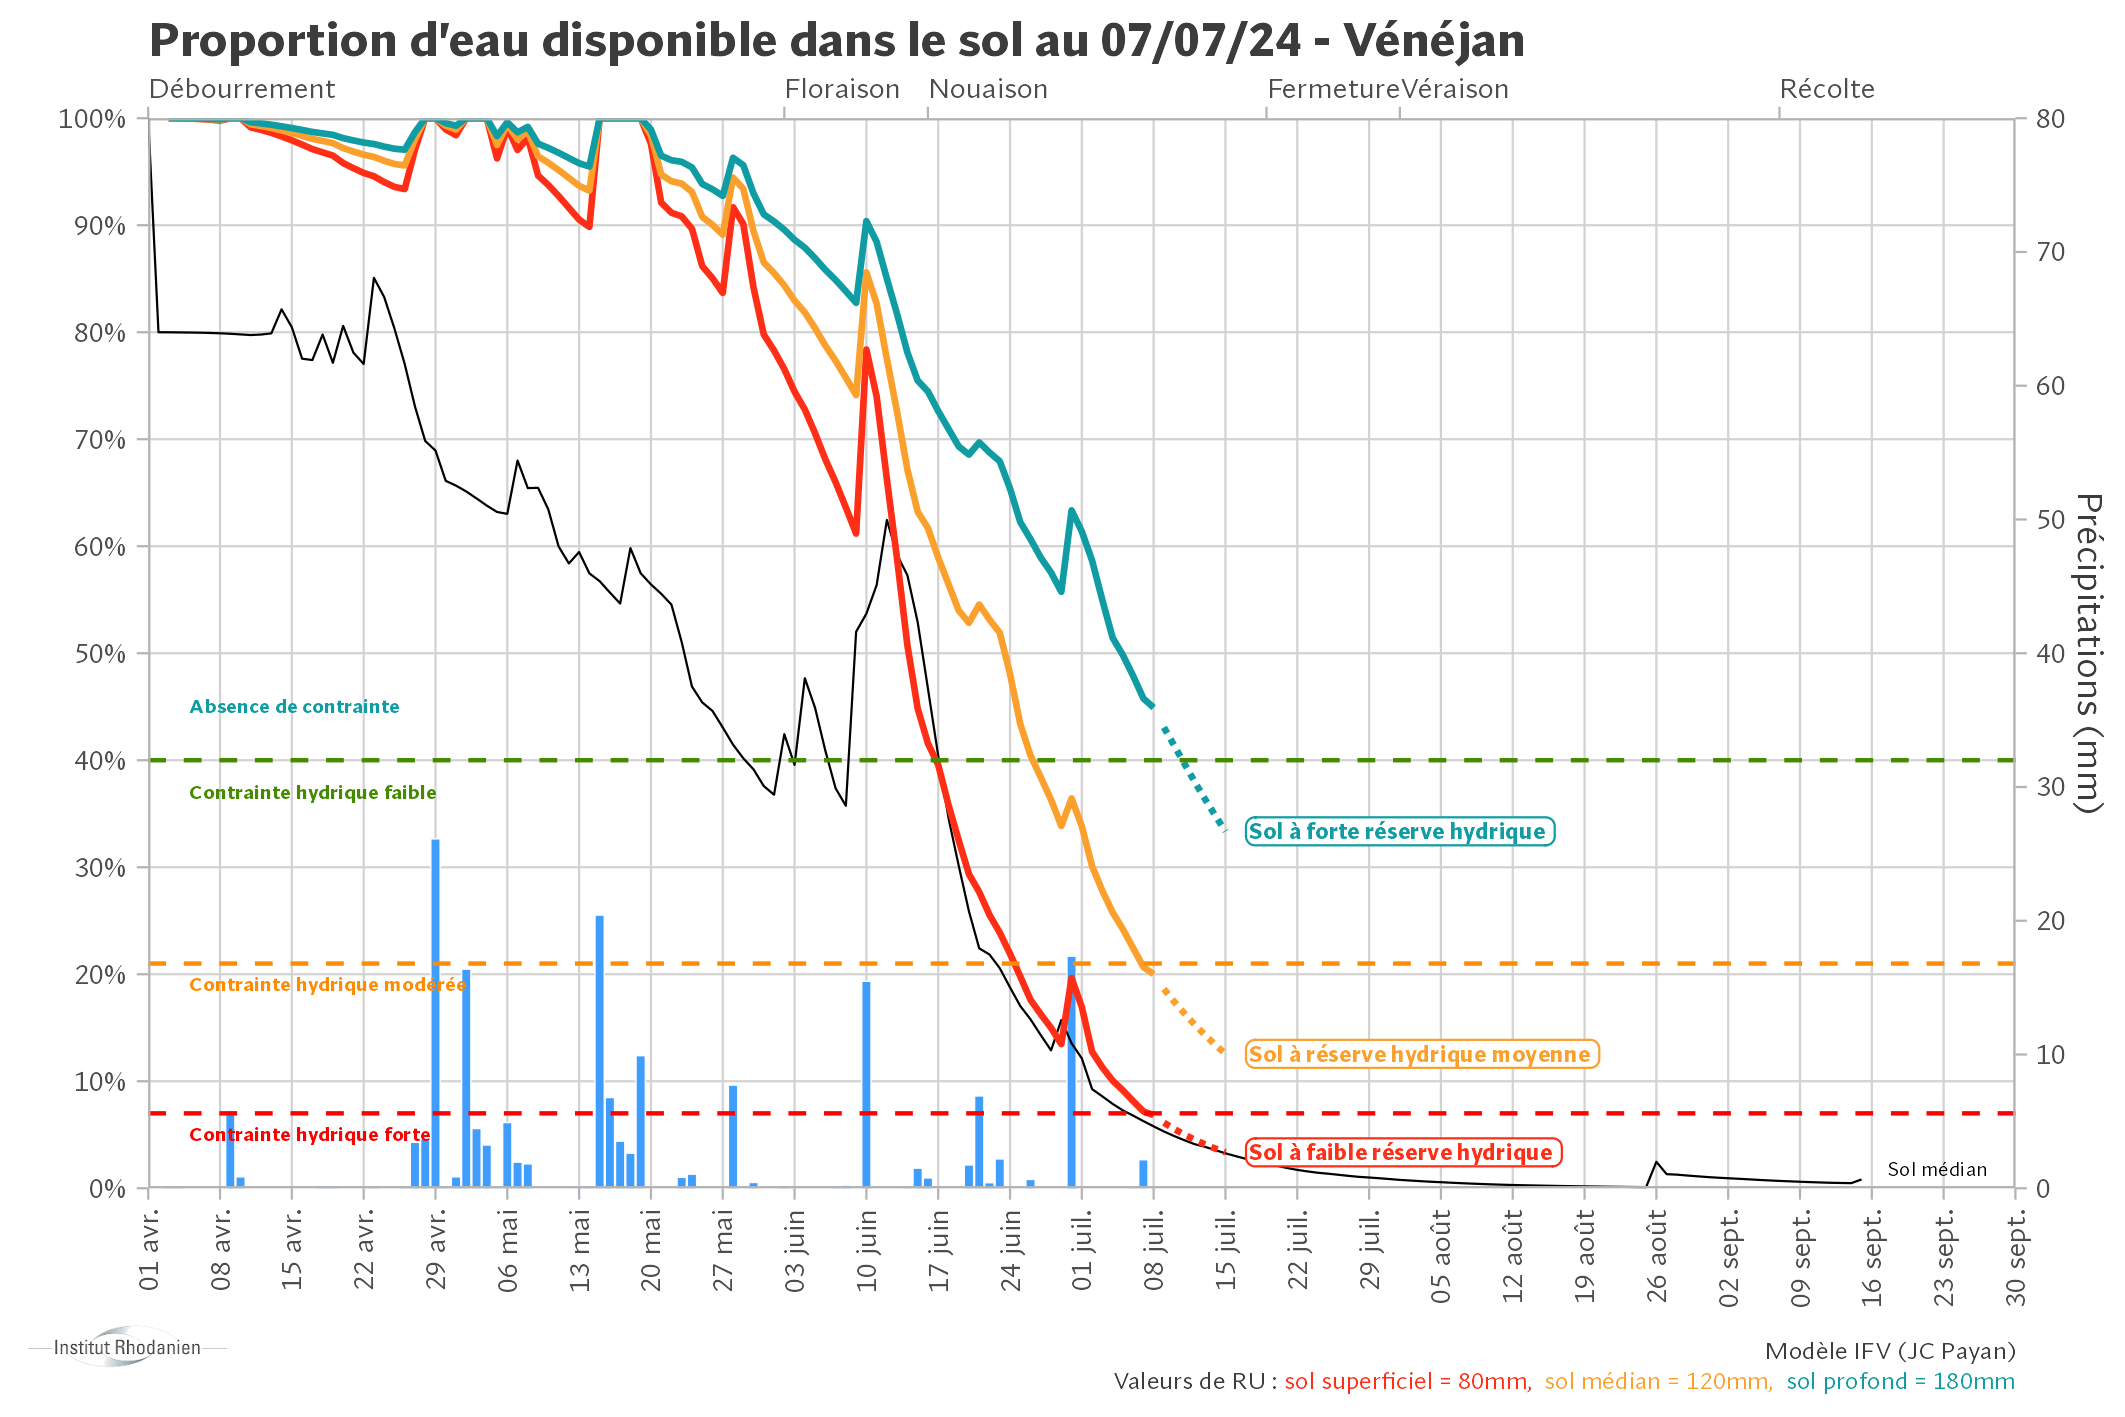 Proportion d'eau disponible dans le sol au 07/07/24 - Vénéjan
Débourrement Floraison Nouaison Fermeture Véraison Récolte
100% 80
90% 70
80% 60
70% 50
60% 40
50% 30
40% 20
30% 10
20% 0
10%
0%
Précipitations (mm)
Absence de contrainte
Contrainte hydrique faible
Sol à forte réserve hydrique
Contrainte hydrique modérée
Sol à réserve hydrique moyenne
Contrainte hydrique forte
Sol à faible réserve hydrique
Sol médian
01 avr.
08 avr.
15 avr.
22 avr.
29 avr.
06 mai
13 mai
20 mai
27 mai
03 juin
10 juin
17 juin
24 juin
01 juil.
08 juil.
15 juil.
22 juil.
29 juil.
05 août
12 août
19 août
26 août
02 sept.
09 sept.
16 sept.
23 sept.
30 sept.
Institut Rhodanien
Modèle IFV (JC Payan)
Valeurs de RU : sol superficiel = 80mm, sol médian = 120mm, sol profond = 180mm